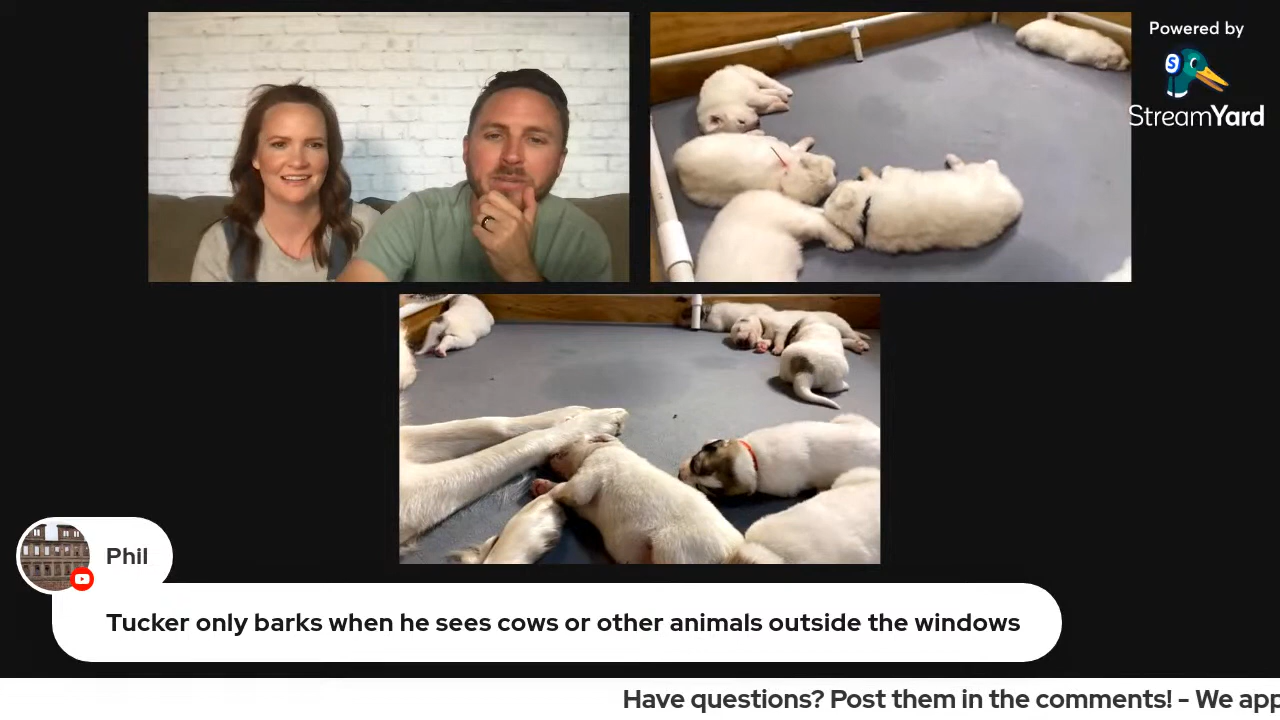 Powered by
StreamYard
Phil
Tucker only barks when he sees cows or other animals outside the windows
Have questions? Post them in the comments! - We app